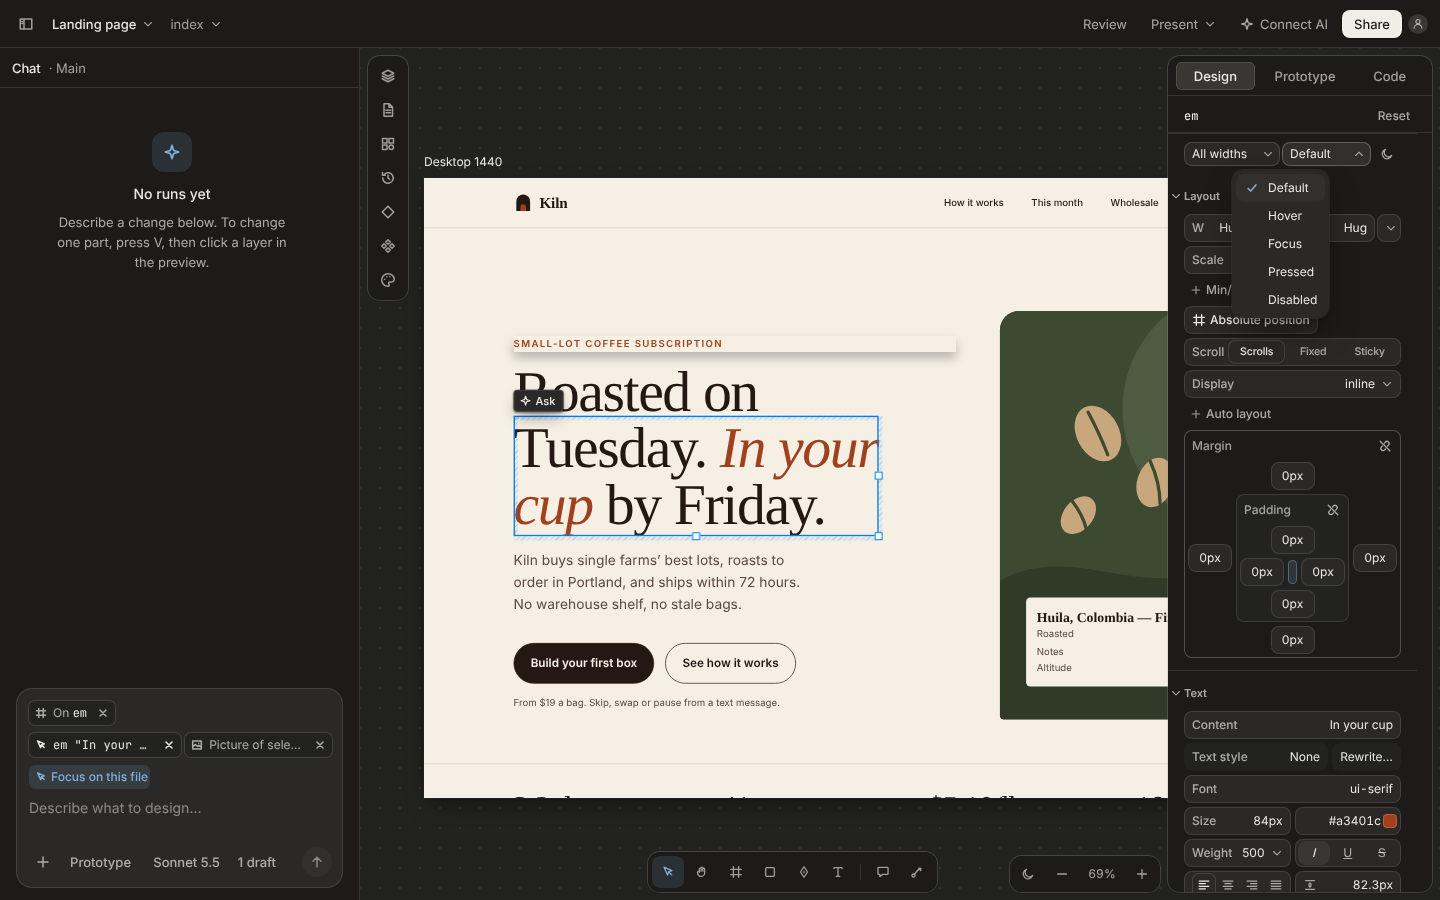 Landing page
index
Review
Present
Connect AI
Share
Chat · Main
No runs yet
Describe a change below. To change
one part, press V, then click a layer in
the preview.
On em
em "In your …
Picture of sele…
Focus on this file
Describe what to design…
Prototype
Sonnet 5.5
1 draft
Desktop 1440
Kiln
How it works
This month
Wholesale
SMALL-LOT COFFEE SUBSCRIPTION
Roasted on
Ask
Tuesday. In your
cup by Friday.
Kiln buys single farms’ best lots, roasts to
order in Portland, and ships within 72 hours.
No warehouse shelf, no stale bags.
Build your first box
See how it works
From $19 a bag. Skip, swap or pause from a text message.
Huila, Colombia — Fi
Roasted
Notes
Altitude
69%
Design
Prototype
Code
em
Reset
All widths
Default
Default
Hover
Focus
Pressed
Disabled
Layout
W Hu
Hug
Scale
Min/
Absolute position
Scroll
Scrolls
Fixed
Sticky
Display
inline
Auto layout
Margin
0px
Padding
0px
0px
0px
0px
0px
0px
0px
Text
Content
In your cup
Text style
None
Rewrite…
Font
ui-serif
Size
84px
#a3401c
Weight
500
I
U
S
82.3px